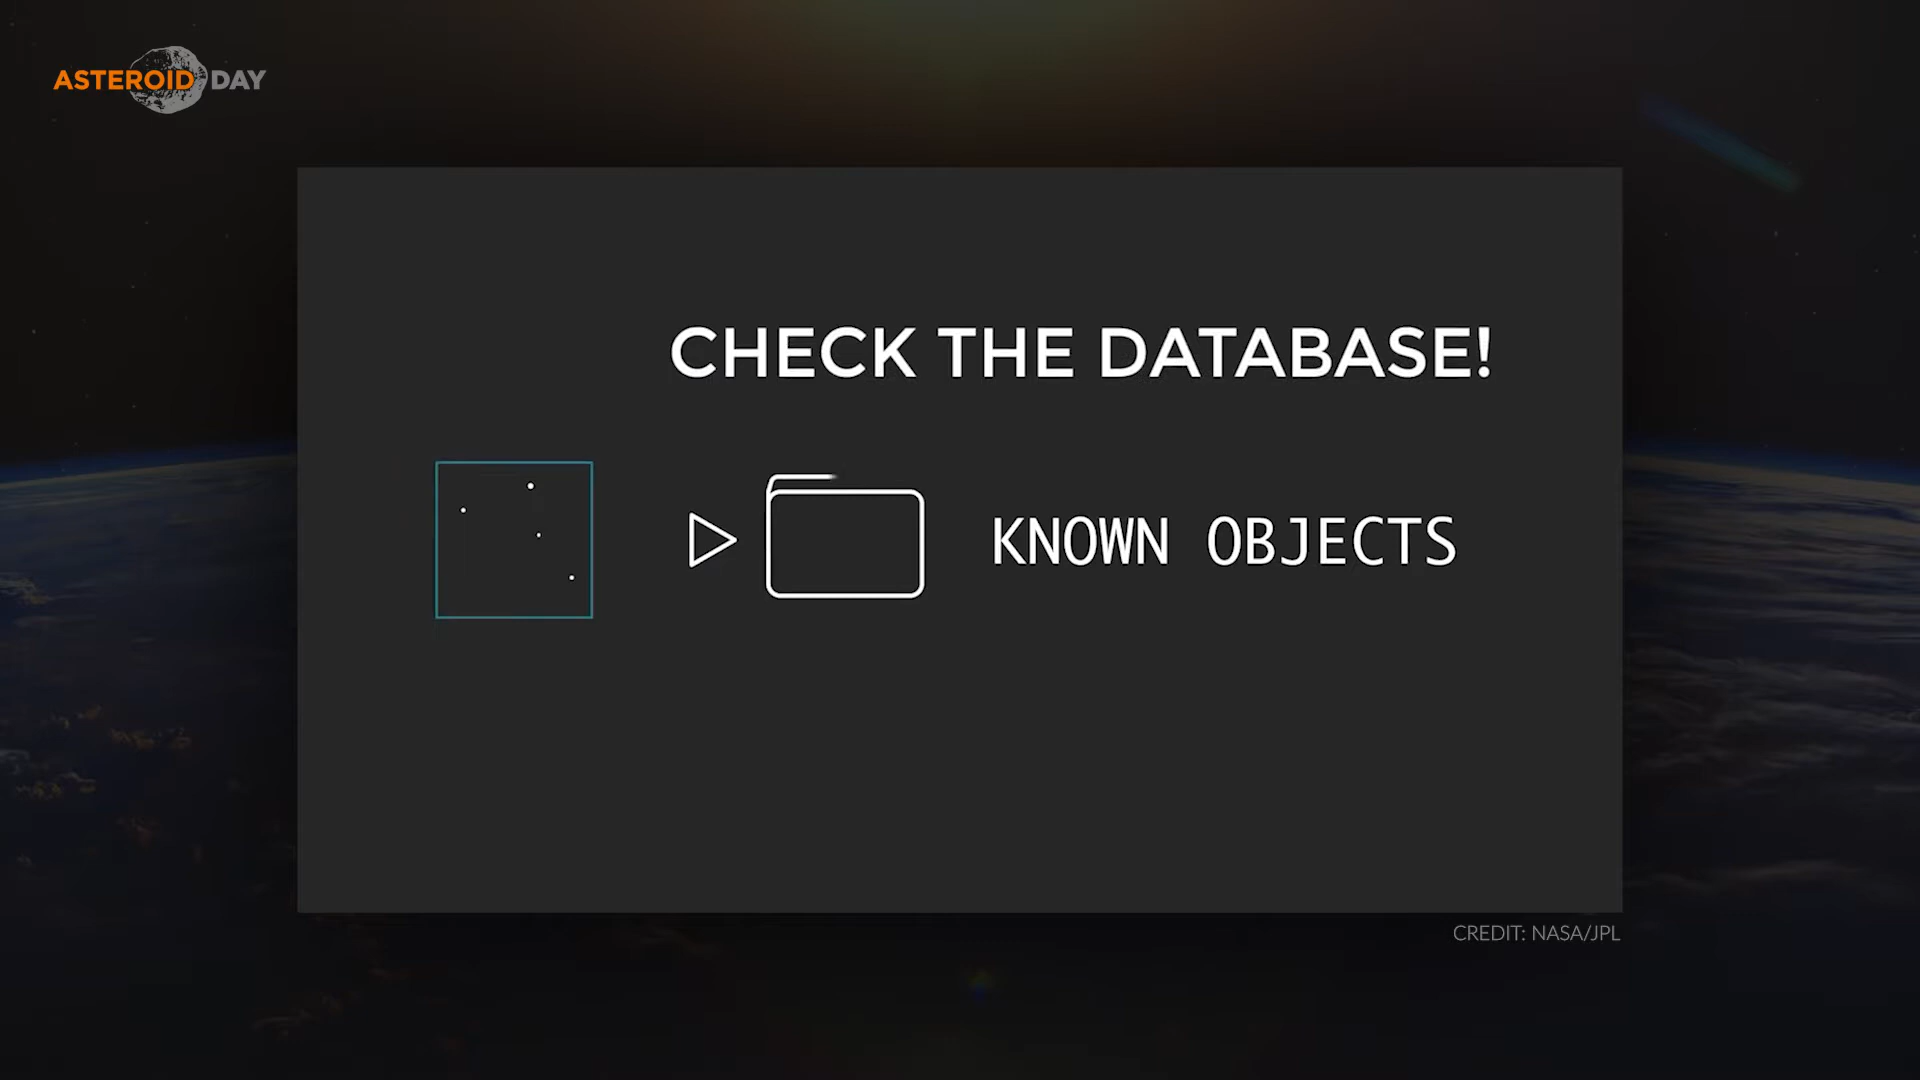 ASTEROID DAY
CHECK THE DATABASE!
KNOWN OBJECTS
CREDIT: NASA/JPL